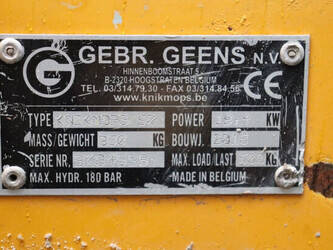 G GEBR. GEENS N.V.
HINNENBOOMSTRAAT 5
B-2320 HOOGSTRATEN BELGIUM
TEL. 03/314.79.30 - FAX 03/314.84.56
www.knikmops.be
CE
TYPE POWER KW
MASS/GEWICHT KG BOUWJ.
SERIE NR. MAX. LOAD/LAST Kg
MAX. HYDR. 180 BAR MADE IN BELGIUM